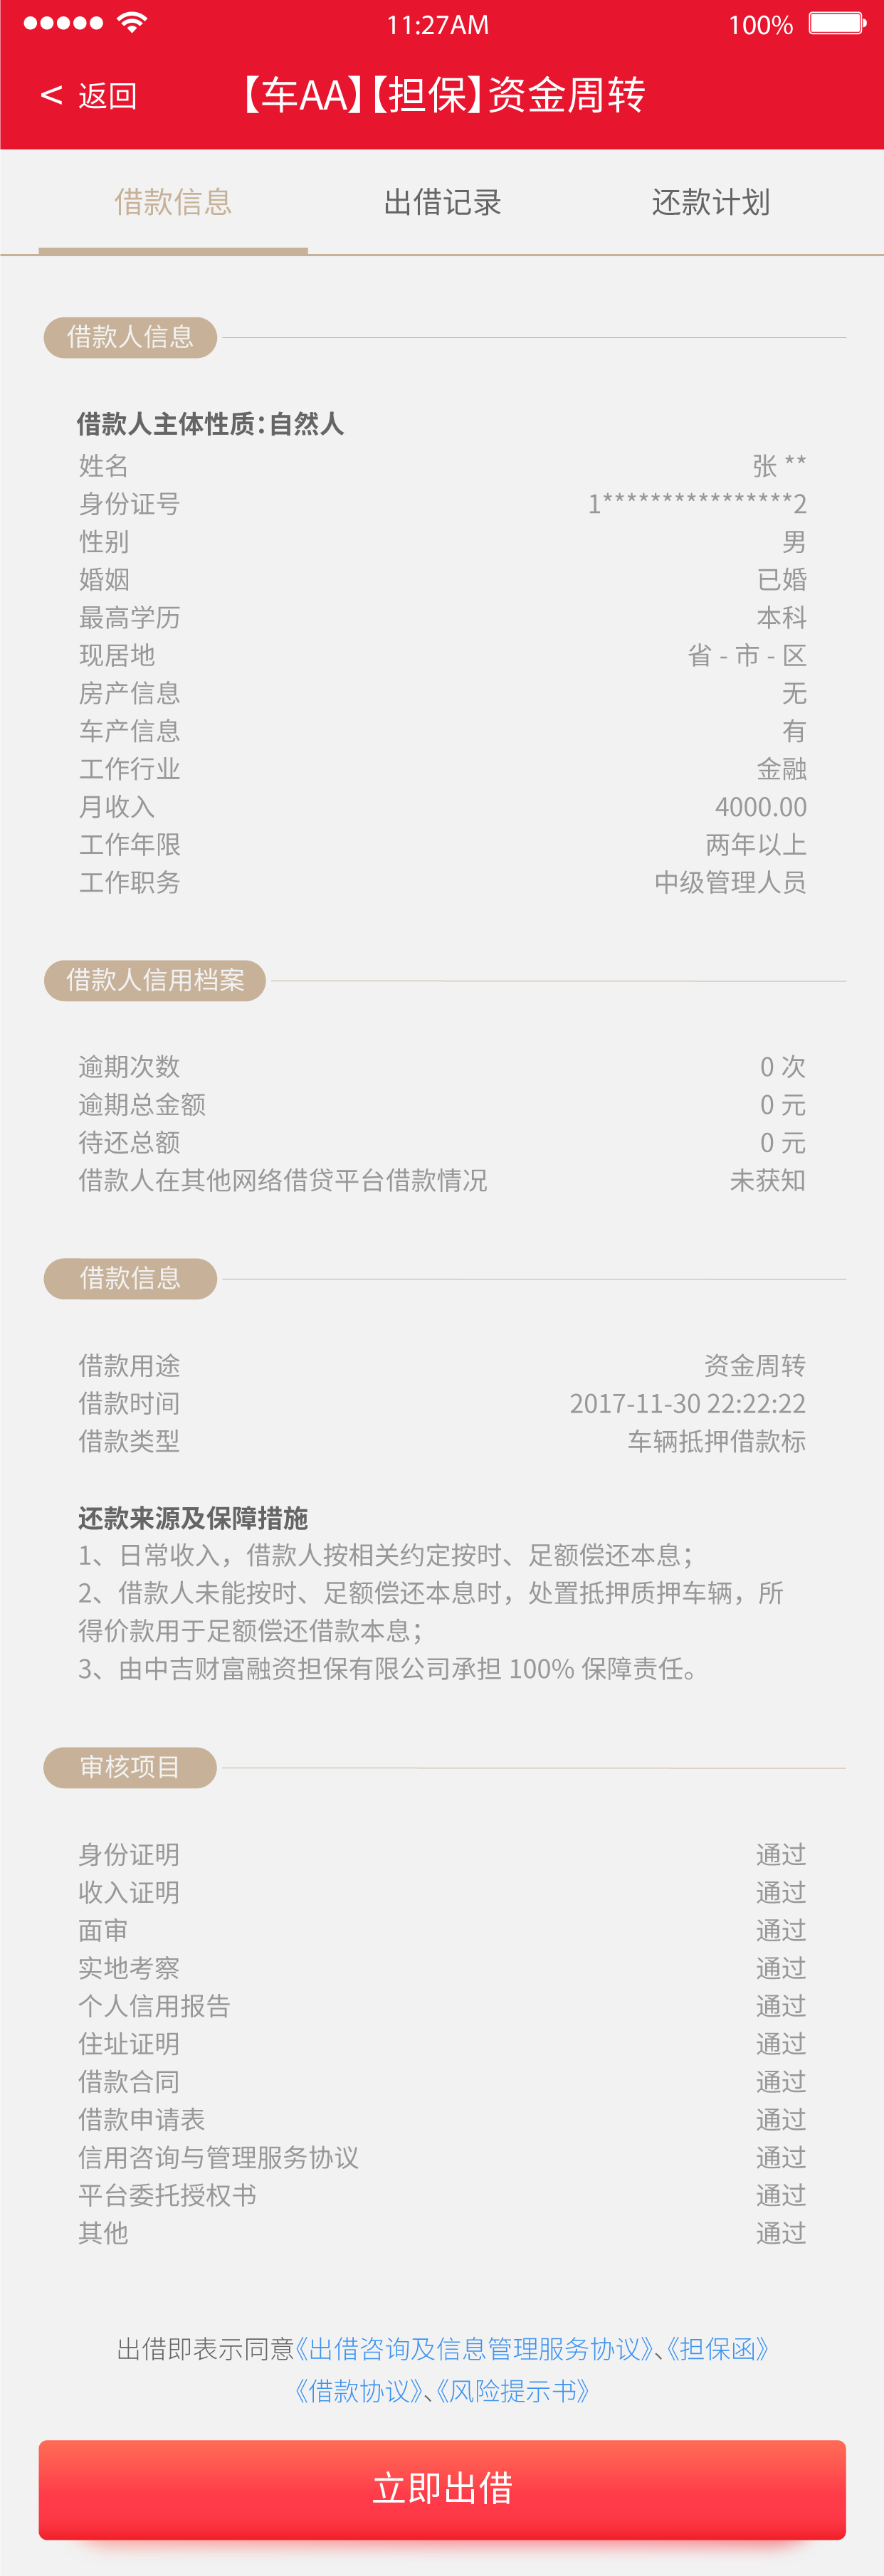 11:27AM 100%
< 返回 【车AA】【担保】资金周转
借款信息 出借记录 还款计划
借款人信息
借款人主体性质：自然人
姓名 张 **
身份证号 1****************2
性别 男
婚姻 已婚
最高学历 本科
现居地 省 - 市 - 区
房产信息 无
车产信息 有
工作行业 金融
月收入 4000.00
工作年限 两年以上
工作职务 中级管理人员
借款人信用档案
逾期次数 0 次
逾期总金额 0 元
待还总额 0 元
借款人在其他网络借贷平台借款情况 未获知
借款信息
借款用途 资金周转
借款时间 2017-11-30 22:22:22
借款类型 车辆抵押借款标
还款来源及保障措施
1、日常收入，借款人按相关约定按时、足额偿还本息；
2、借款人未能按时、足额偿还本息时，处置抵押质押车辆，所
得价款用于足额偿还借款本息；
3、由中吉财富融资担保有限公司承担 100% 保障责任。
审核项目
身份证明 通过
收入证明 通过
面审 通过
实地考察 通过
个人信用报告 通过
住址证明 通过
借款合同 通过
借款申请表 通过
信用咨询与管理服务协议 通过
平台委托授权书 通过
其他 通过
出借即表示同意《出借咨询及信息管理服务协议》、《担保函》
《借款协议》、《风险提示书》
立即出借